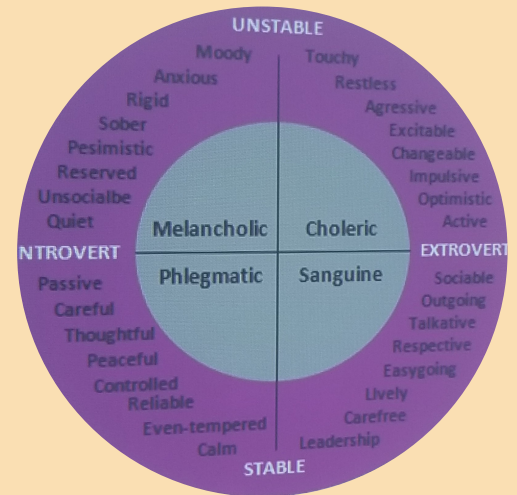 UNSTABLE
Moody
Anxious
Rigid
Sober
Pesimistic
Reserved
Unsocialbe
Quiet
Touchy
Restless
Agressive
Excitable
Changeable
Impulsive
Optimistic
Active
Melancholic
Choleric
NTROVERT
EXTROVERT
Phlegmatic
Sanguine
Passive
Careful
Thoughtful
Peaceful
Controlled
Reliable
Even-tempered
Calm
Sociable
Outgoing
Talkative
Respective
Easygoing
Lively
Carefree
Leadership
STABLE